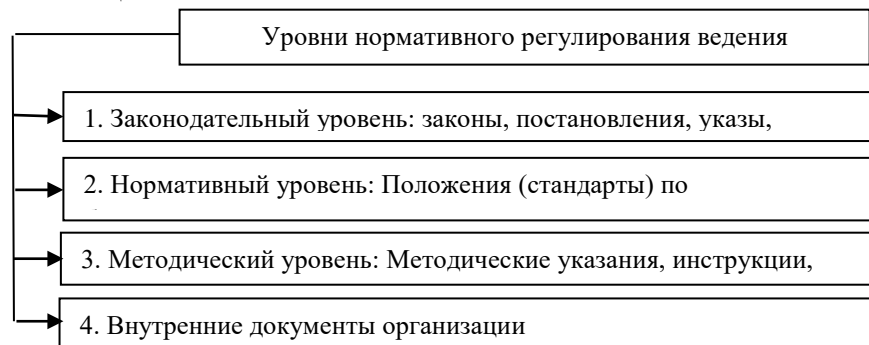 Уровни нормативного регулирования ведения
1. Законодательный уровень: законы, постановления, указы,
2. Нормативный уровень: Положения (стандарты) по
3. Методический уровень: Методические указания, инструкции,
4. Внутренние документы организации